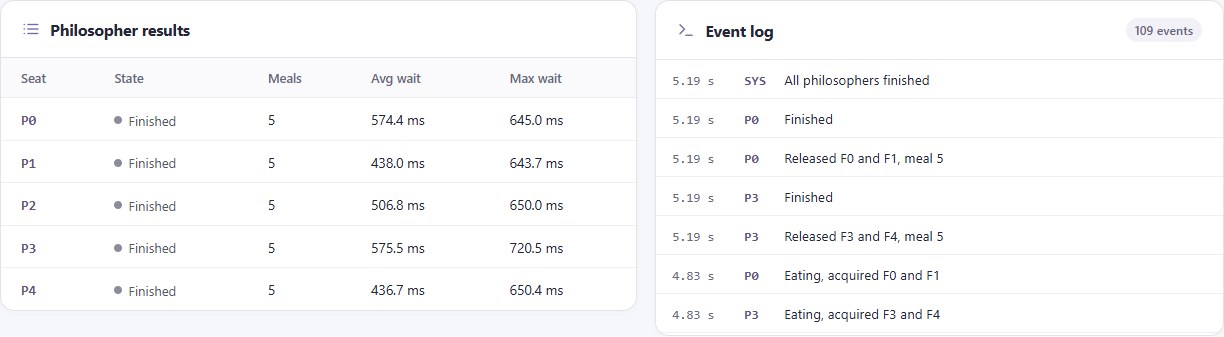 Philosopher results
Seat State Meals Avg wait Max wait
P0 Finished 5 574.4 ms 645.0 ms
P1 Finished 5 438.0 ms 643.7 ms
P2 Finished 5 506.8 ms 650.0 ms
P3 Finished 5 575.5 ms 720.5 ms
P4 Finished 5 436.7 ms 650.4 ms
Event log 109 events
5.19 s SYS All philosophers finished
5.19 s P0 Finished
5.19 s P0 Released F0 and F1, meal 5
5.19 s P3 Finished
5.19 s P3 Released F3 and F4, meal 5
4.83 s P0 Eating, acquired F0 and F1
4.83 s P3 Eating, acquired F3 and F4